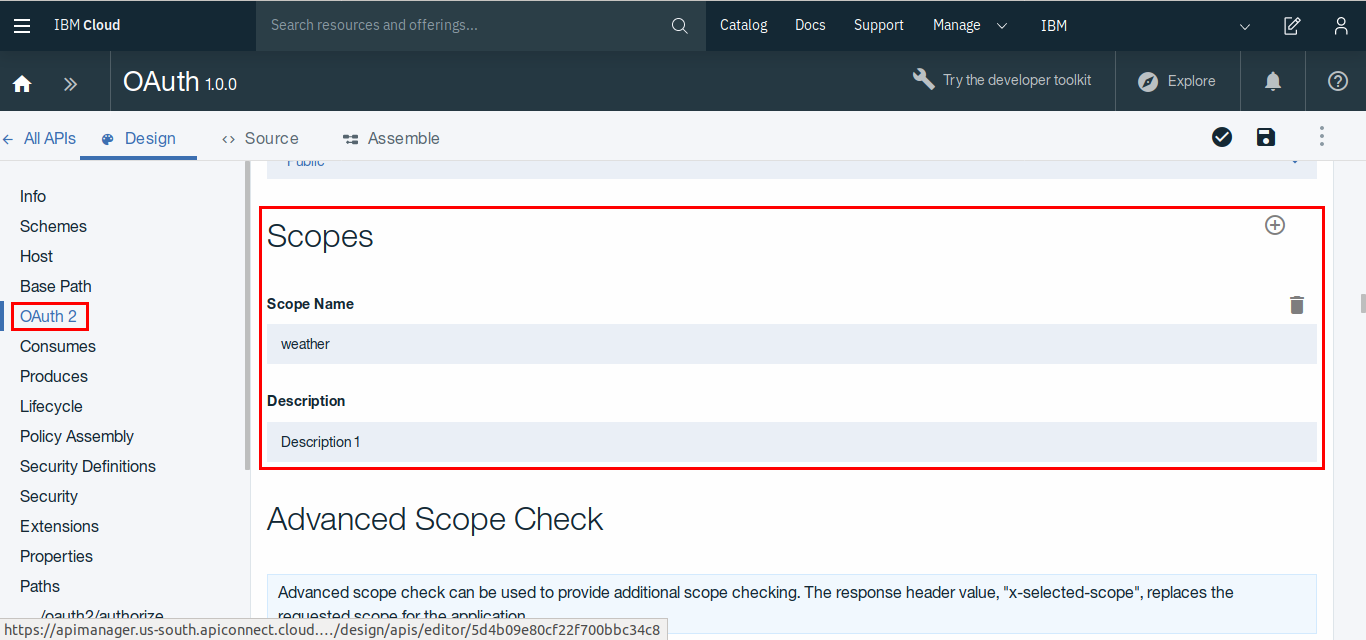 IBM Cloud
Search resources and offerings...
Catalog
Docs
Support
Manage
IBM
OAuth 1.0.0
Try the developer toolkit
Explore
All APIs
Design
Source
Assemble
Public
Info
Schemes
Host
Base Path
OAuth 2
Consumes
Produces
Lifecycle
Policy Assembly
Security Definitions
Security
Extensions
Properties
Paths
/oauth2/authorize
Scopes
Scope Name
weather
Description
Description 1
Advanced Scope Check
Advanced scope check can be used to provide additional scope checking. The response header value, "x-selected-scope", replaces the
requested scope for the application.
https://apimanager.us-south.apiconnect.cloud.…/design/apis/editor/5d4b09e80cf22f700bbc34c8